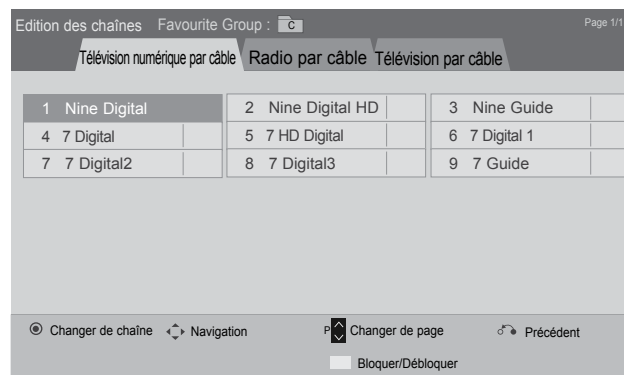 Edition des chaînes Favourite Group : C Page 1/1
Télévision numérique par câble Radio par câble Télévision par câble
1 Nine Digital 2 Nine Digital HD 3 Nine Guide
4 7 Digital 5 7 HD Digital 6 7 Digital 1
7 7 Digital2 8 7 Digital3 9 7 Guide
Changer de chaîne Navigation P Changer de page Précédent
Bloquer/Débloquer